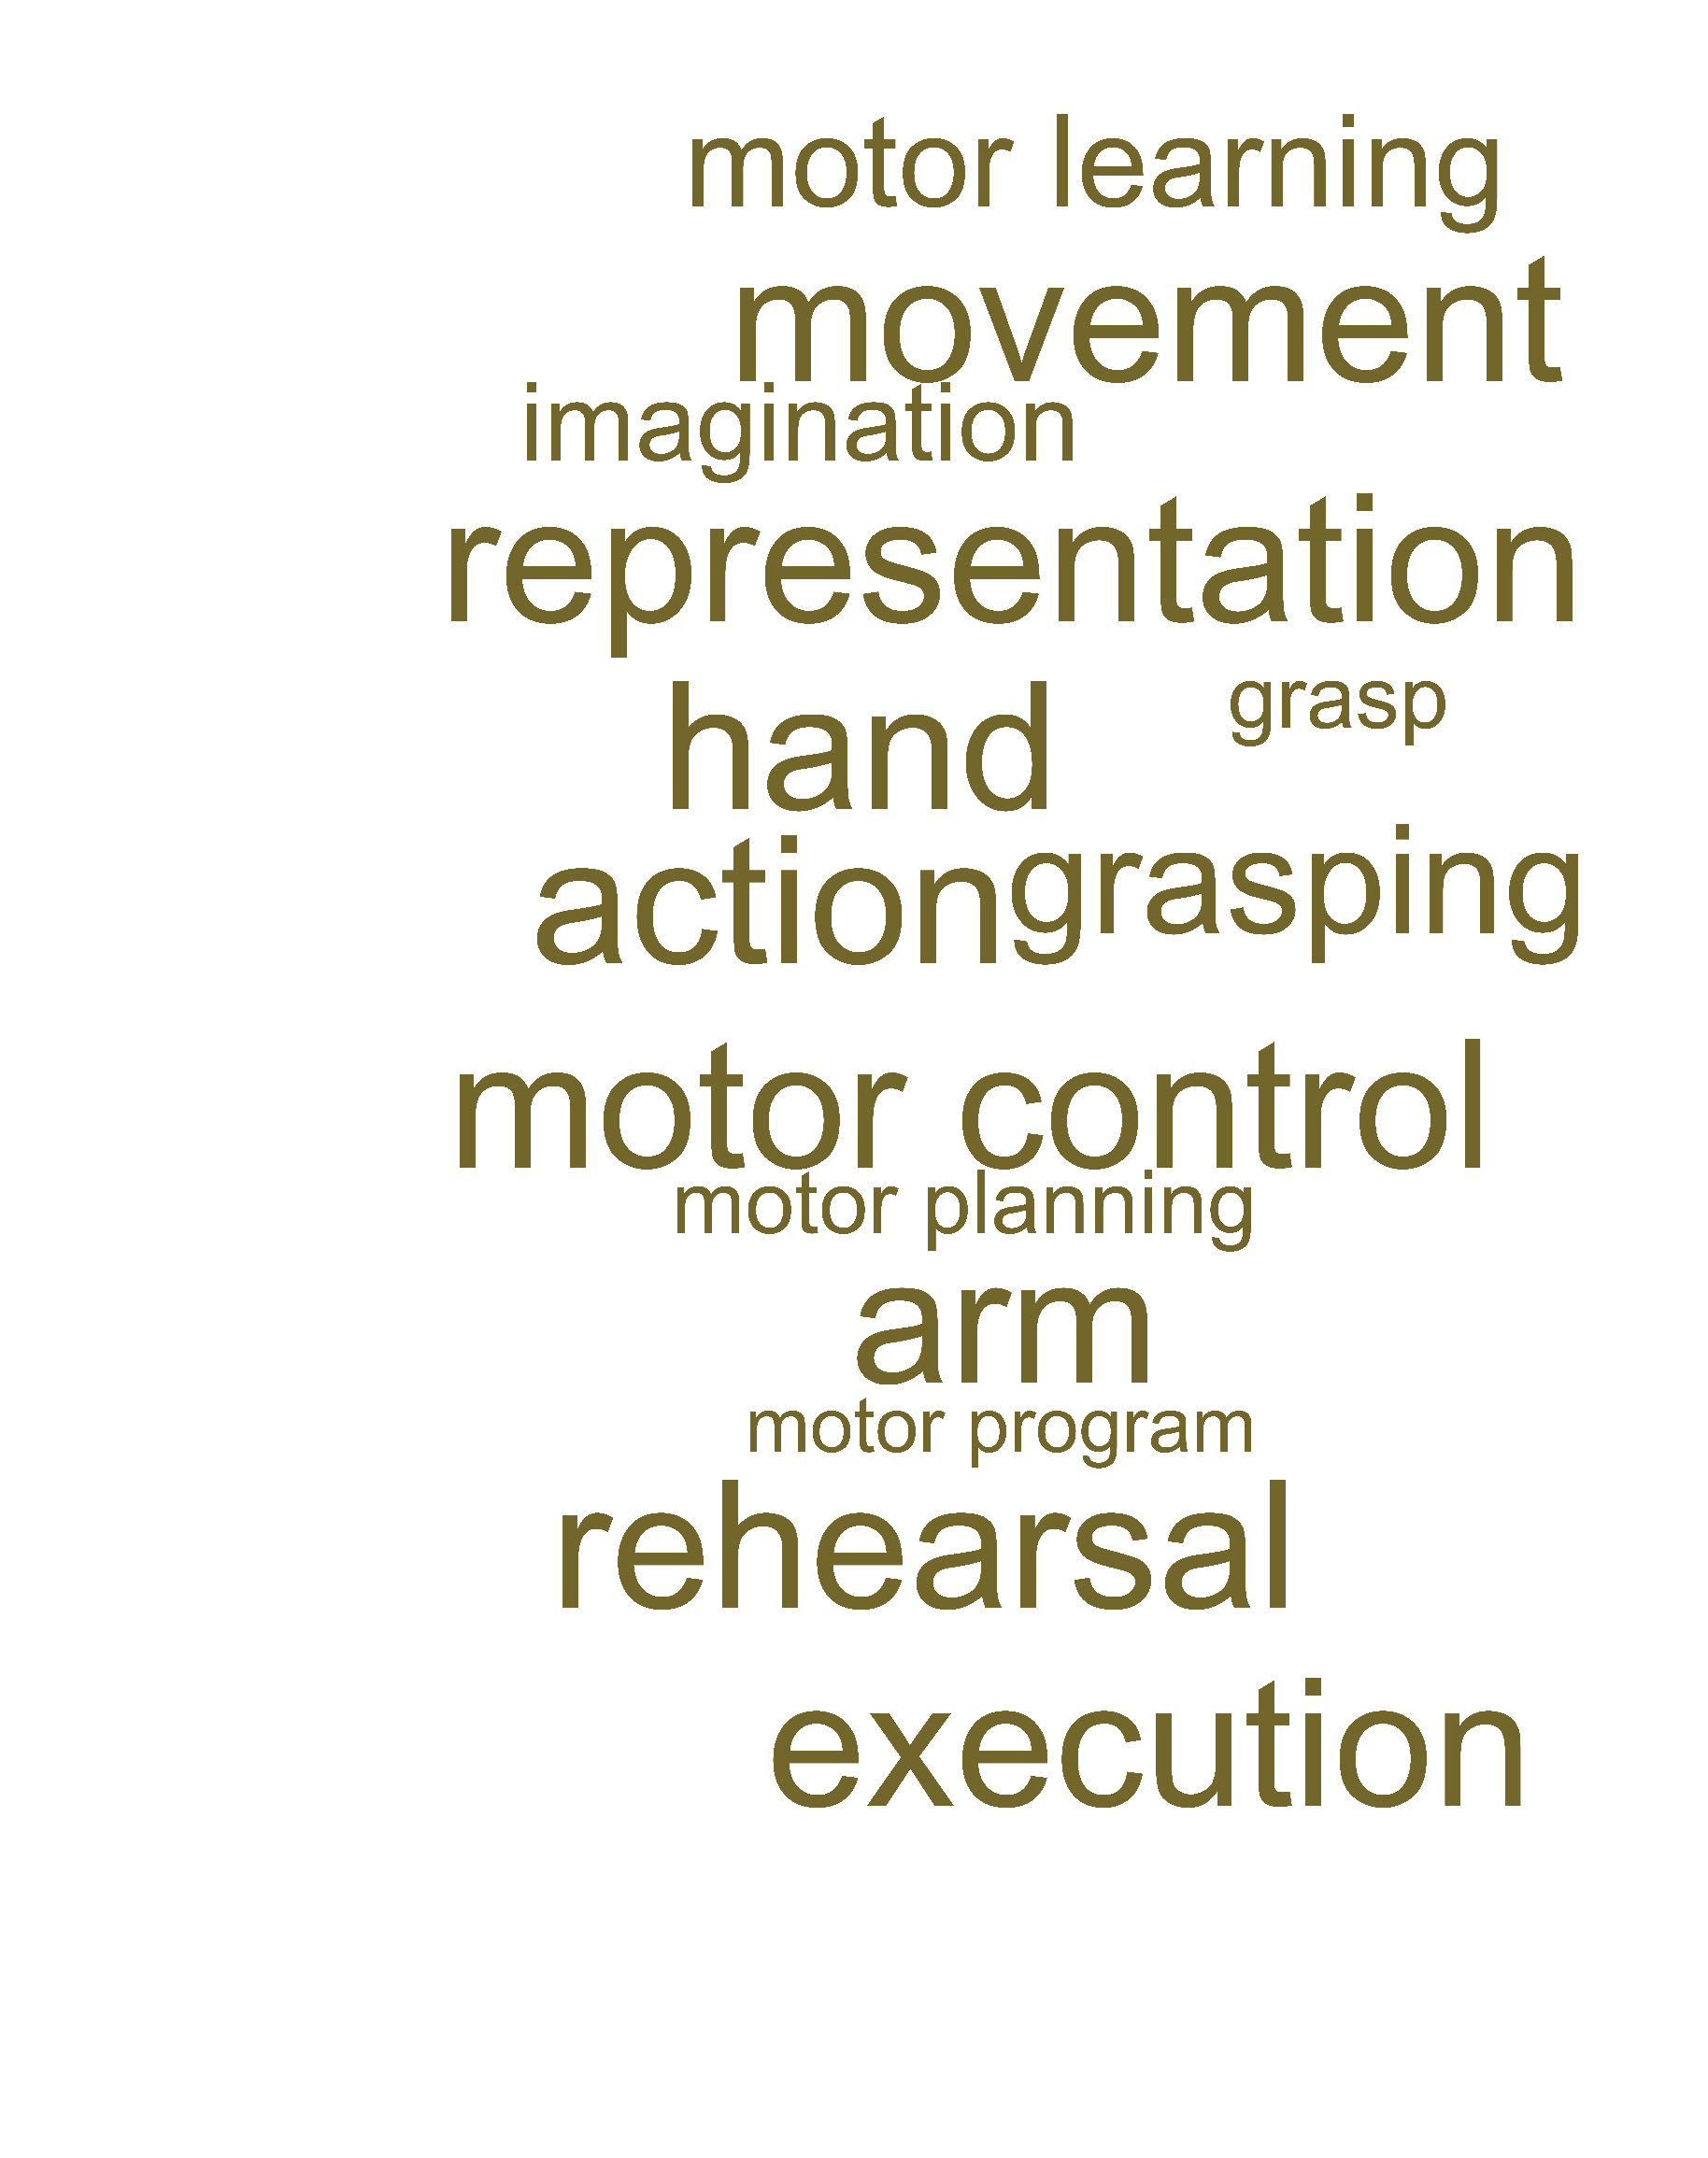 motor learning
movement
imagination
representation
hand grasp
action grasping
motor control
motor planning
arm
motor program
rehearsal
execution